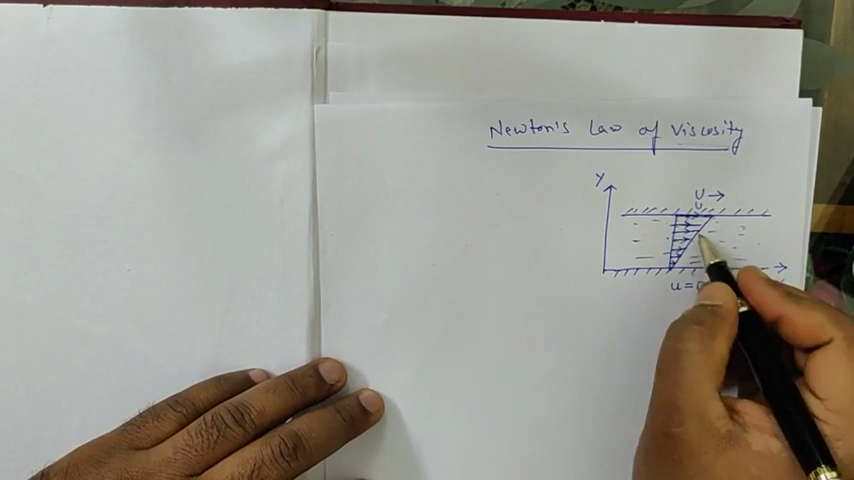 Newton's Law of Viscosity
Y
U →
U
u = 0